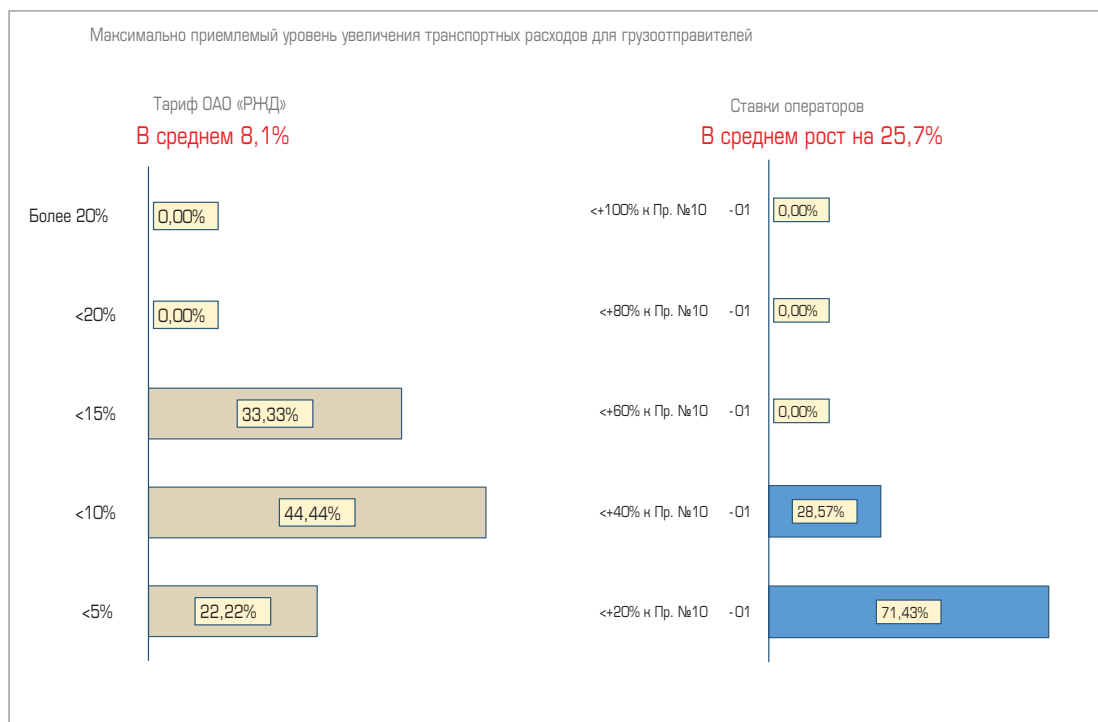 Максимально приемлемый уровень увеличения транспортных расходов для грузоотправителей
Тариф ОАО «РЖД»
В среднем 8,1%
Более 20% 0,00%
<20% 0,00%
<15% 33,33%
<10% 44,44%
<5% 22,22%
Ставки операторов
В среднем рост на 25,7%
<+100% к Пр. №10 -01 0,00%
<+80% к Пр. №10 -01 0,00%
<+60% к Пр. №10 -01 0,00%
<+40% к Пр. №10 -01 28,57%
<+20% к Пр. №10 -01 71,43%